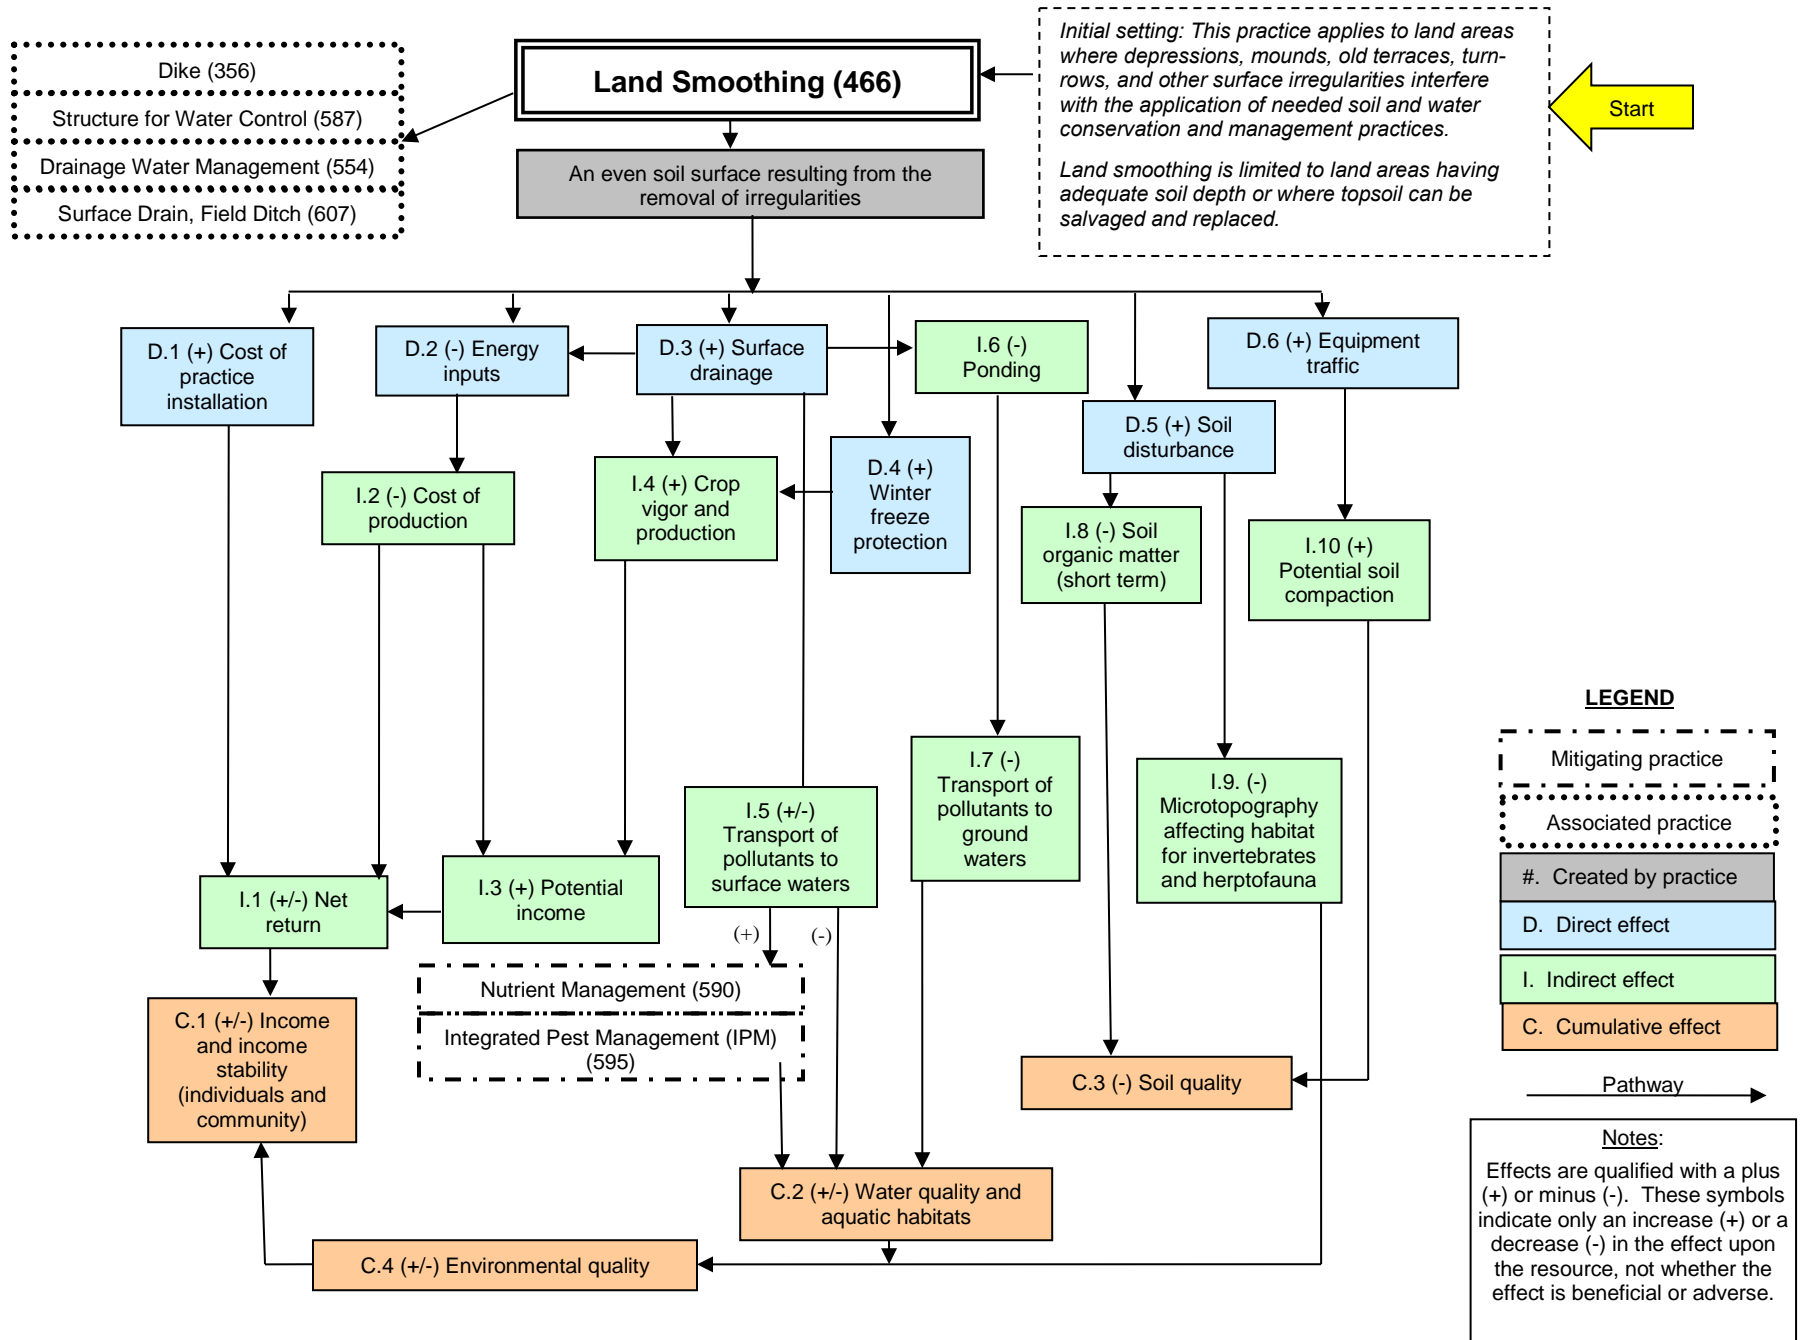 Initial setting: This practice applies to land areas
where depressions, mounds, old terraces, turn-
rows, and other surface irregularities interfere
with the application of needed soil and water
conservation and management practices.
Land smoothing is limited to land areas having
adequate soil depth or where topsoil can be
salvaged and replaced.
Start
Land Smoothing (466)
Dike (356)
Structure for Water Control (587)
Drainage Water Management (554)
Surface Drain, Field Ditch (607)
An even soil surface resulting from the
removal of irregularities
D.1 (+) Cost of
practice
installation
D.2 (-) Energy
inputs
D.3 (+) Surface
drainage
I.6 (-)
Ponding
D.6 (+) Equipment
traffic
D.5 (+) Soil
disturbance
D.4 (+)
Winter
freeze
protection
I.2 (-) Cost of
production
I.4 (+) Crop
vigor and
production
I.8 (-) Soil
organic matter
(short term)
I.10 (+)
Potential soil
compaction
I.7 (-)
Transport of
pollutants to
ground
waters
I.9. (-)
Microtopography
affecting habitat
for invertebrates
and herptofauna
I.5 (+/-)
Transport of
pollutants to
surface waters
I.3 (+) Potential
income
I.1 (+/-) Net
return
(+)
(-)
Nutrient Management (590)
Integrated Pest Management (IPM)
(595)
C.1 (+/-) Income
and income
stability
(individuals and
community)
C.3 (-) Soil quality
C.2 (+/-) Water quality and
aquatic habitats
C.4 (+/-) Environmental quality
LEGEND
Mitigating practice
Associated practice
#. Created by practice
D. Direct effect
I. Indirect effect
C. Cumulative effect
Pathway
Notes:
Effects are qualified with a plus
(+) or minus (-). These symbols
indicate only an increase (+) or a
decrease (-) in the effect upon
the resource, not whether the
effect is beneficial or adverse.